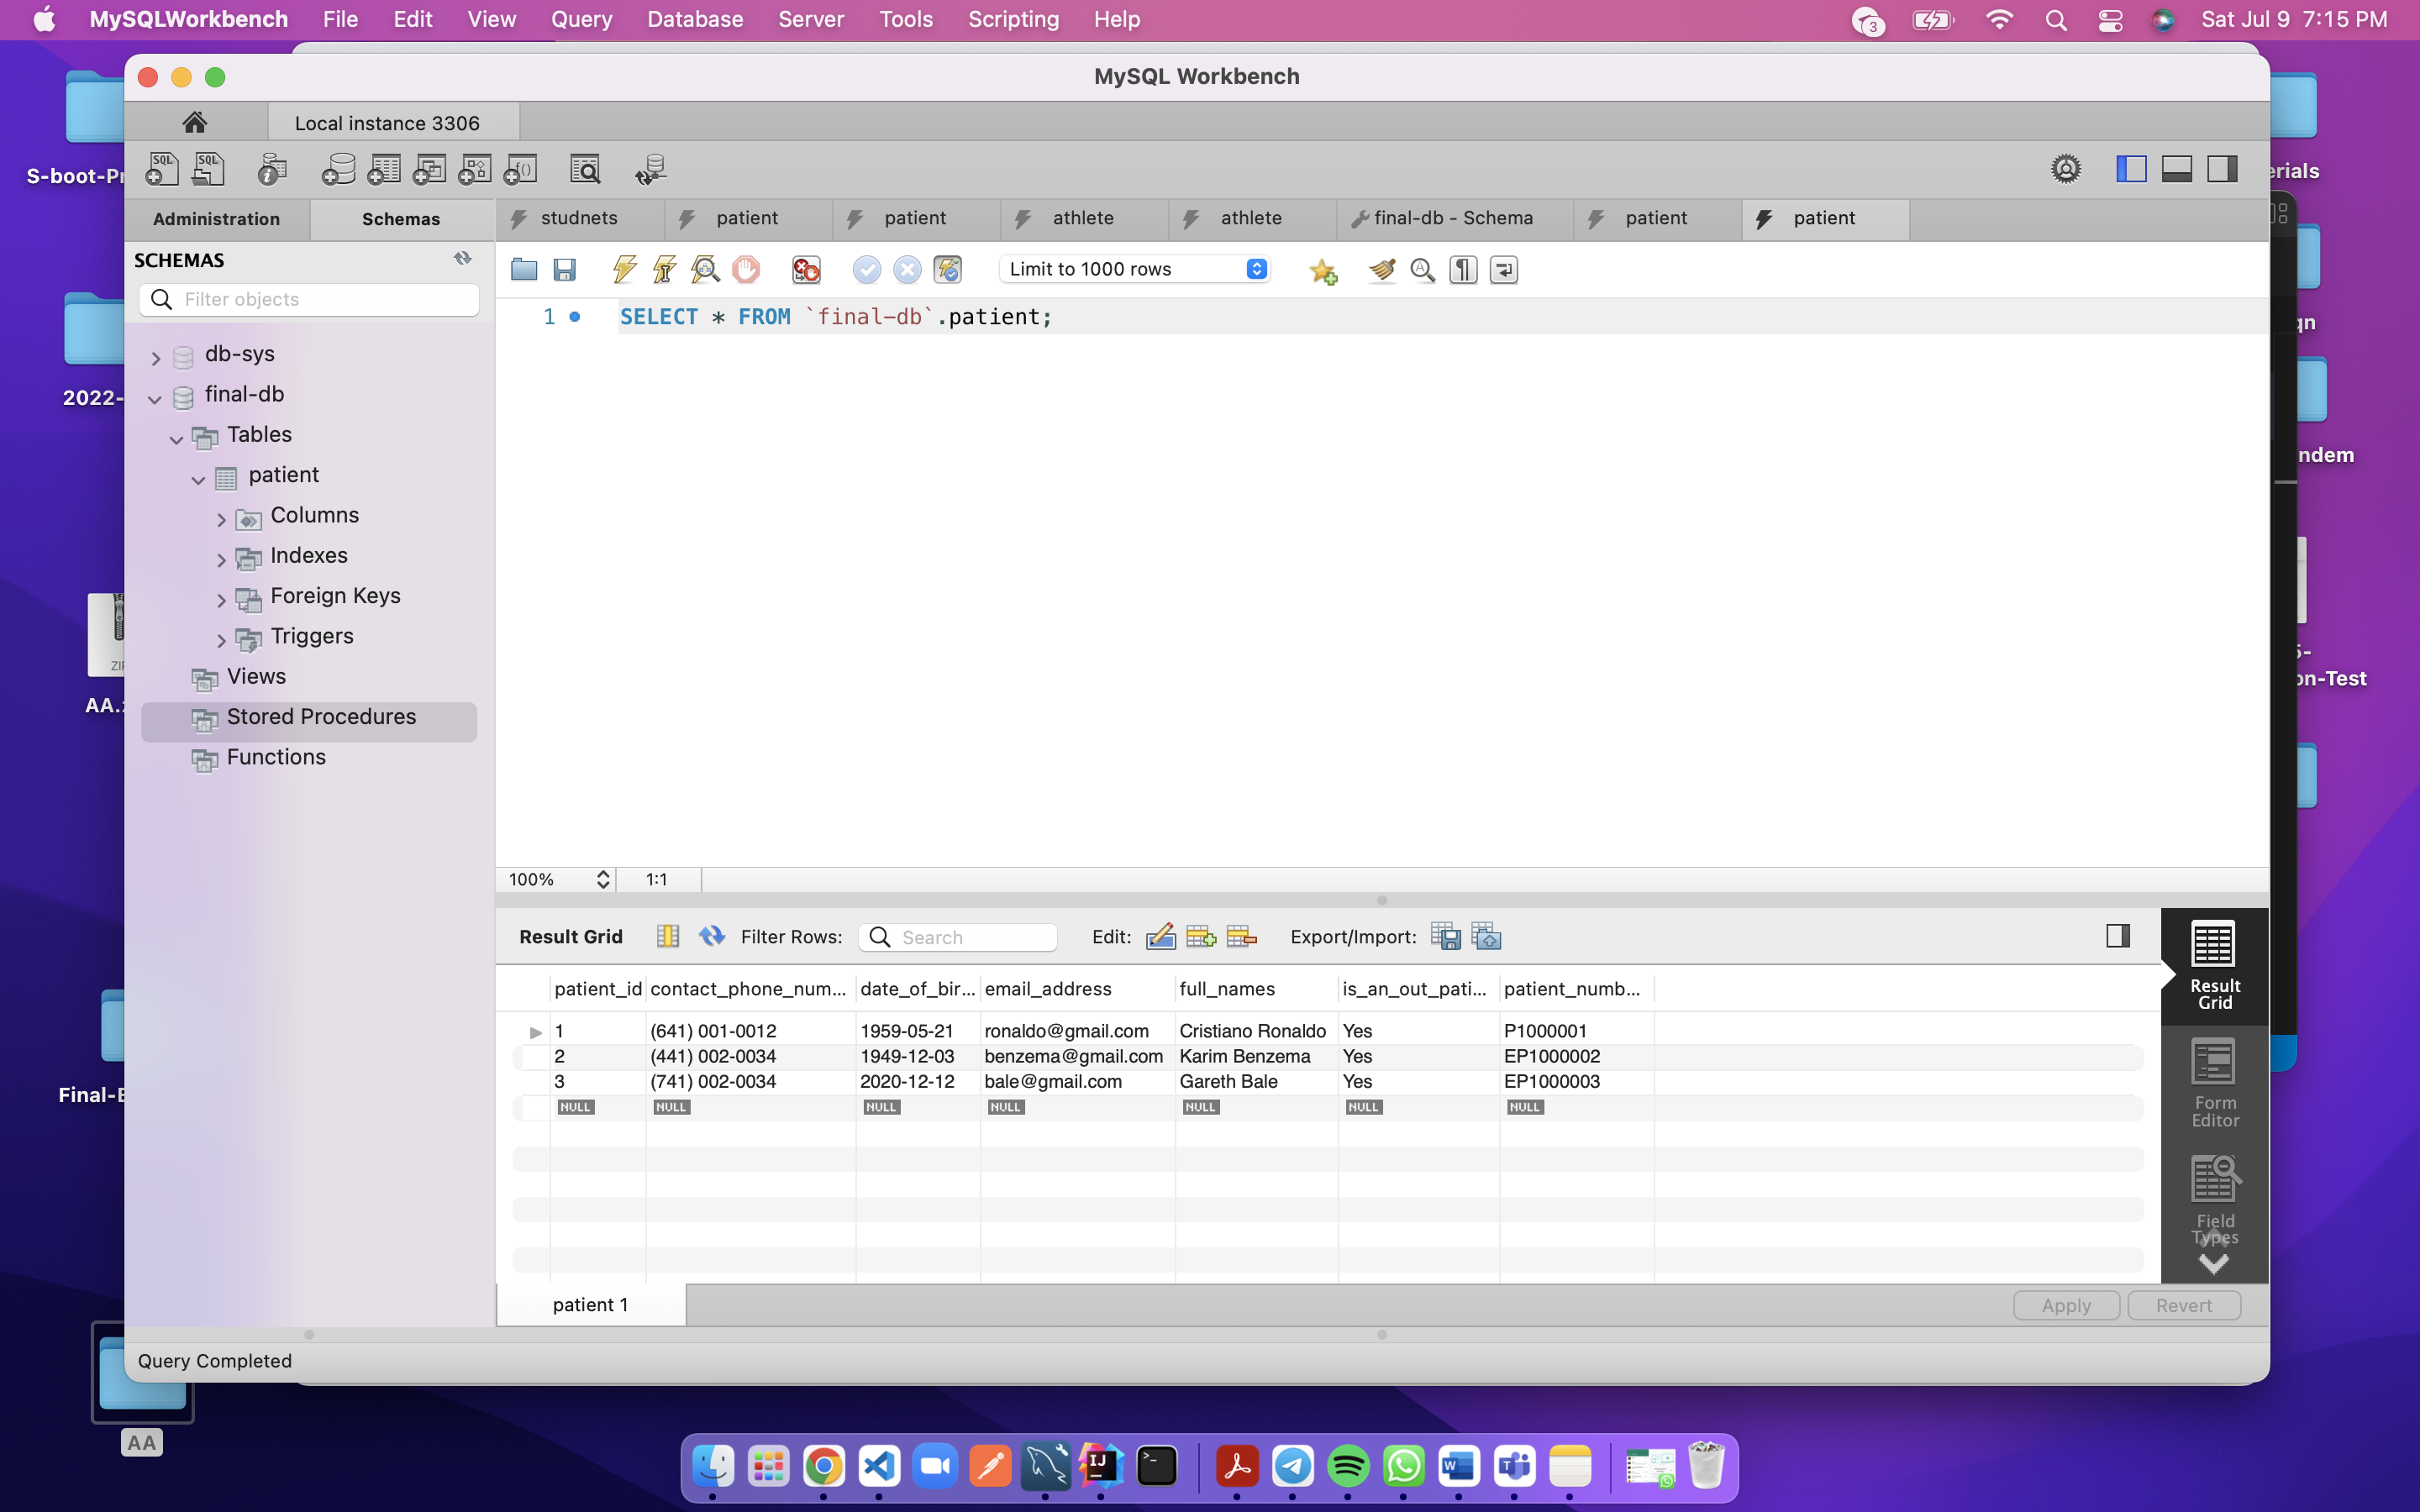 MySQLWorkbench File Edit View Query Database Server Tools Scripting Help 3 Sat Jul 9 7:15 PM
MySQL Workbench
Local instance 3306
SQL SQL
Administration Schemas studnets patient patient athlete athlete final-db - Schema patient patient
SCHEMAS
Filter objects
Limit to 1000 rows
1 SELECT * FROM `final-db`.patient;
db-sys
final-db
Tables
patient
Columns
Indexes
Foreign Keys
Triggers
Views
Stored Procedures
Functions
100% 1:1
Result Grid Filter Rows: Search Edit: Export/Import:
patient_id contact_phone_num... date_of_bir... email_address full_names is_an_out_pati... patient_numb...
1 (641) 001-0012 1959-05-21 ronaldo@gmail.com Cristiano Ronaldo Yes P1000001
2 (441) 002-0034 1949-12-03 benzema@gmail.com Karim Benzema Yes EP1000002
3 (741) 002-0034 2020-12-12 bale@gmail.com Gareth Bale Yes EP1000003
NULL NULL NULL NULL NULL NULL NULL
Result
Grid
Form
Editor
Field
Types
patient 1 Apply Revert
Query Completed
S-boot-Pr
2022-
ZIP
AA.
Final-E
AA
erials
gn
ndem
5-
on-Test